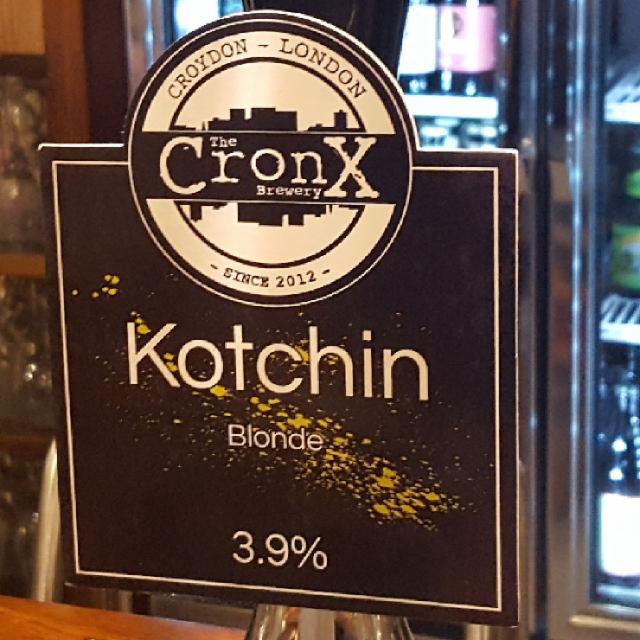 CROYDON - LONDON
The
CronX
Brewery
- SINCE 2012 -
Kotchin
Blonde
3.9%